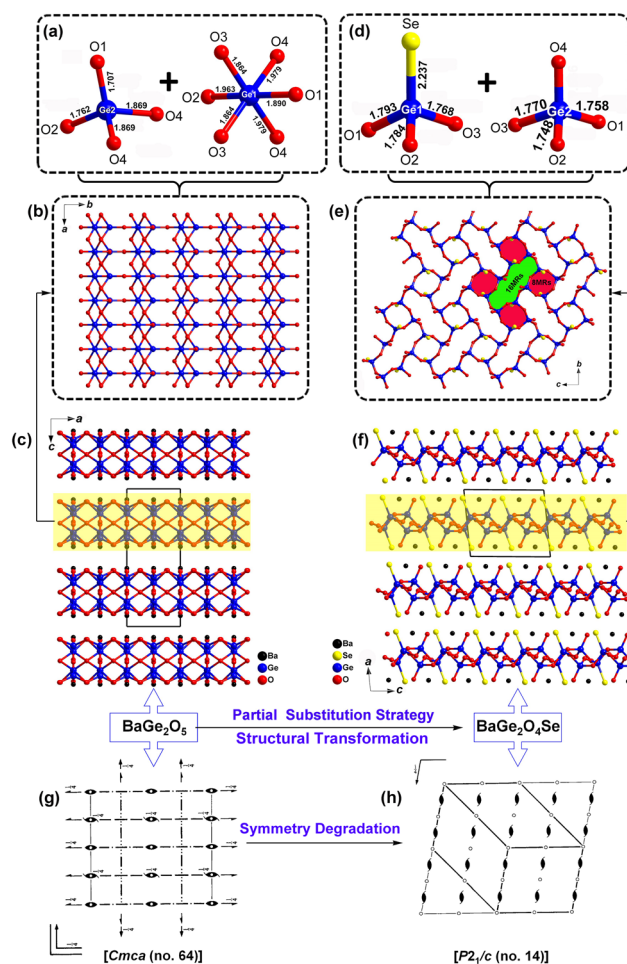 (a)
O1
1.707
1.762
Ge2
1.869
O4
O2
1.869
O4
+
O3
O4
1.864
1.979
1.963
Ge1
O2
1.890
O1
1.864
1.979
O3
O4
(d)
Se
2.237
1.793
Ge1
1.768
O1
1.784
O3
O2
+
O4
1.770
Ge2
1.758
O3
1.748
O1
O2
(b)
b
a
(e)
16MRs
8MRs
b
c
(c)
a
c
Ba
Ge
O
(f)
Ba
Se
Ge
O
a
c
BaGe₂O₅
Partial Substitution Strategy
Structural Transformation
BaGe₂O₄Se
(g)
Symmetry Degradation
(h)
[Cmca (no. 64)]
[P2₁/c (no. 14)]